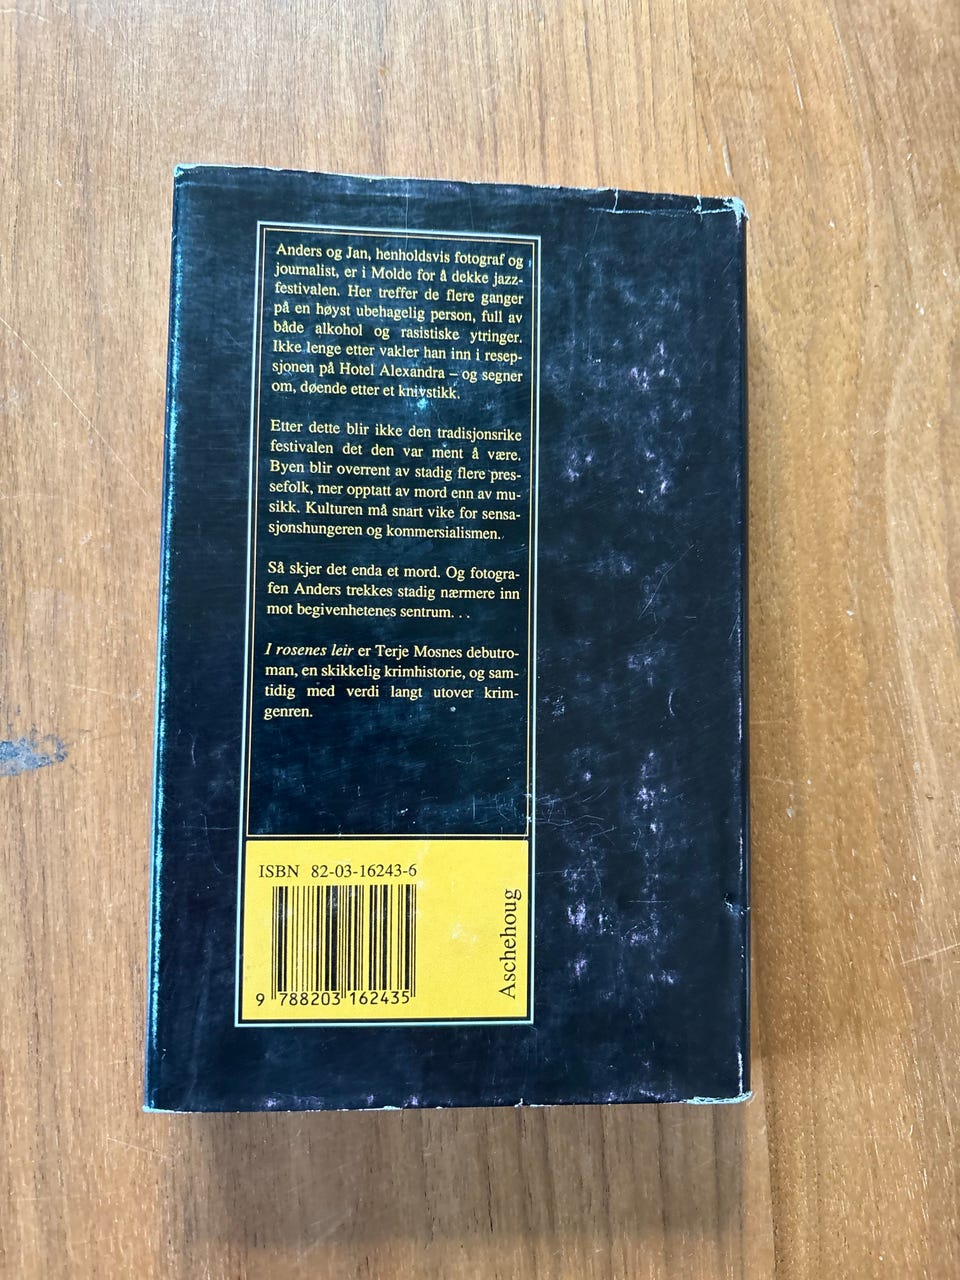 Anders og Jan, henholdsvis fotograf og
journalist, er i Molde for å dekke jazz-
festivalen. Her treffer de flere ganger
på en høyst ubehagelig person, full av
både alkohol og rasistiske ytringer.
Ikke lenge etter vakler han inn i resep-
sjonen på Hotel Alexandra – og segner
om, døende etter et knivstikk.
Etter dette blir ikke den tradisjonsrike
festivalen det den var ment å være.
Byen blir overrent av stadig flere pres-
sefolk, mer opptatt av mord enn av mu-
sikk. Kulturen må snart vike for sensa-
sjonshungeren og kommersialismen.
Så skjer det enda et mord. Og fotogra-
fen Anders trekkes stadig nærmere inn
mot begivenhetenes sentrum. . .
I rosenes leir er Terje Mosnes debutro-
man, en skikkelig krimhistorie, og sam-
tidig med verdi langt utover krim-
genren.
ISBN 82-03-16243-6
9 788203 162435
Aschehoug